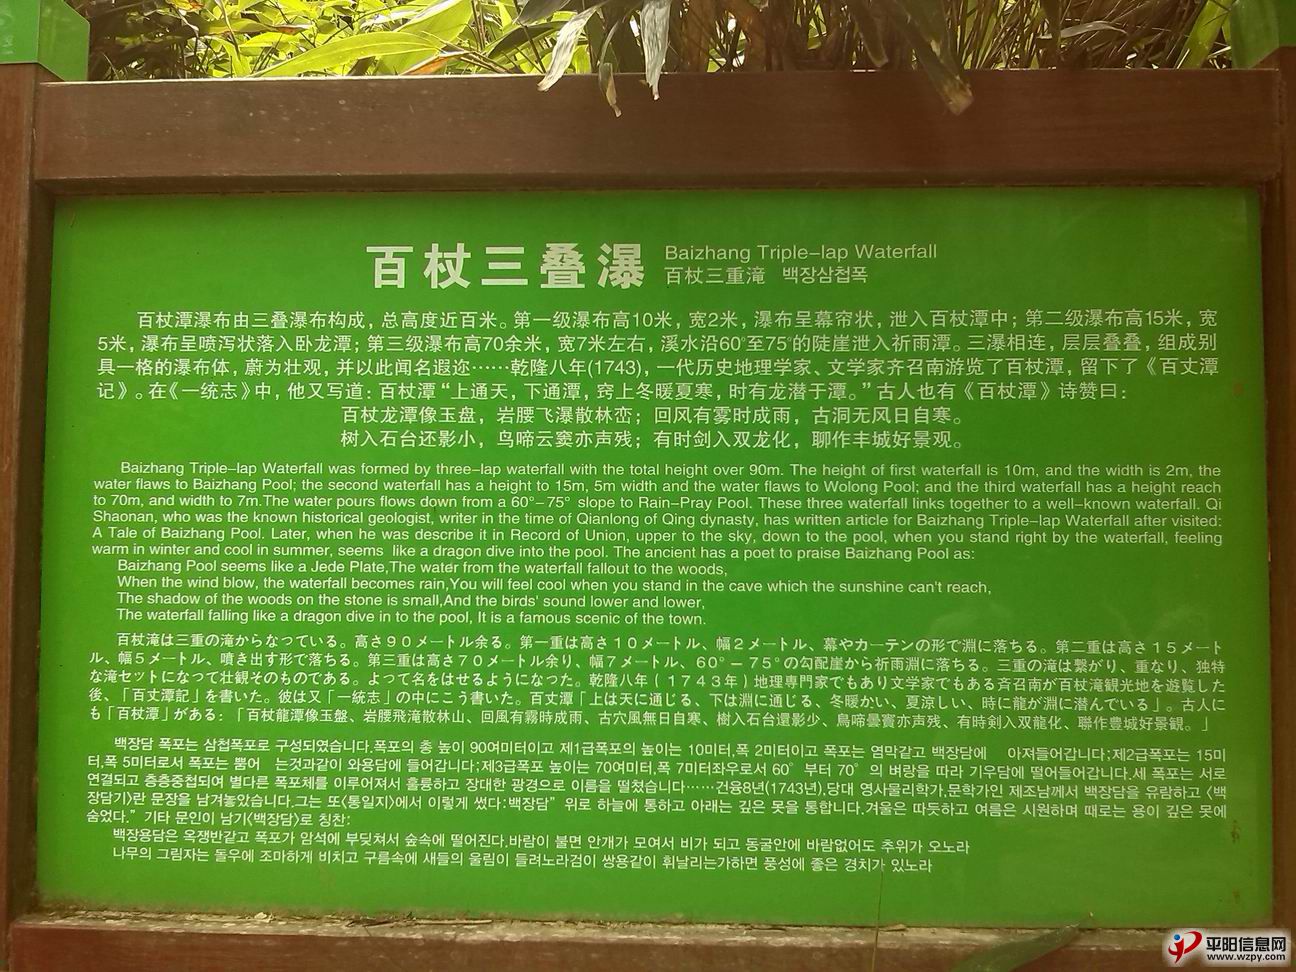 百杖三叠瀑
Baizhang Triple-lap Waterfall
百杖三重滝 백장삼첩폭
百杖潭瀑布由三叠瀑布构成，总高度近百米。第一级瀑布高10米，宽2米，瀑布呈幕帘状，泄入百杖潭中；第二级瀑布高15米，宽
5米，瀑布呈喷泻状落入卧龙潭；第三级瀑布高70余米，宽7米左右，溪水沿60°至75°的陡崖泄入祈雨潭。三瀑相连，层层叠叠，组成别
具一格的瀑布体，蔚为壮观，并以此闻名遐迩……乾隆八年(1743)，一代历史地理学家、文学家齐召南游览了百杖潭，留下了《百丈潭
记》。在《一统志》中，他又写道：百杖潭“上通天，下通潭，窍上冬暖夏寒，时有龙潜于潭。”古人也有《百杖潭》诗赞曰：
百杖龙潭像玉盘，岩腰飞瀑散林峦；回风有雾时成雨，古洞无风日自寒。
树入石台还影小，鸟啼云窦亦声残；有时剑入双龙化，聊作丰城好景观。
Baizhang Triple-lap Waterfall was formed by three-lap waterfall with the total height over 90m. The height of first waterfall is 10m, and the width is 2m, the
water flaws to Baizhang Pool; the second waterfall has a height to 15m, 5m width and the water flaws to Wolong Pool; and the third waterfall has a height reach
to 70m, and width to 7m.The water pours flows down from a 60°-75° slope to Rain-Pray Pool. These three waterfall links together to a well-known waterfall. Qi
Shaonan, who was the known historical geologist, writer in the time of Qianlong of Qing dynasty, has written article for Baizhang Triple-lap Waterfall after visited:
A Tale of Baizhang Pool. Later, when he was describe it in Record of Union, upper to the sky, down to the pool, when you stand right by the waterfall, feeling
warm in winter and cool in summer, seems like a dragon dive into the pool. The ancient has a poet to praise Baizhang Pool as:
Baizhang Pool seems like a Jede Plate,The water from the waterfall fallout to the woods,
When the wind blow, the waterfall becomes rain,You will feel cool when you stand in the cave which the sunshine can't reach,
The shadow of the woods on the stone is small,And the birds' sound lower and lower,
The waterfall falling like a dragon dive in to the pool, It is a famous scenic of the town.
百杖滝は三重の滝からなつている。高さ９０メートル余る。第一重は高さ１０メートル、幅２メートル、幕やカーテンの形で淵に落ちる。第二重は高さ１５メート
ル、幅５メートル、噴き出す形で落ちる。第三重は高さ７０メートル余り、幅７メートル、６０°－７５°の勾配崖から祈雨淵に落ちる。三重の滝は繋がり、重なり、独特
な滝セットになって壮観そのものである。よって名をはせるようになった。乾隆八年（１７４３年）地理専門家でもあり文学家でもある斉召南が百杖滝観光地を遊覧した
後、「百丈潭記」を書いた。彼は又「一統志」の中にこう書いた。百丈潭「上は天に通じる、下は淵に通じる、冬暖かい、夏涼しい、時に龍が淵に潜んでいる」。古人に
も「百杖潭」がある：「百杖龍潭像玉盤、岩腰飛滝散林山、回風有霧時成雨、古穴風無日自寒、樹入石台還影少、鳥啼曇竇亦声残、有時剣入双龍化、聯作豊城好景観。」
백장담 폭포는 삼첩폭포로 구성되였습니다.폭포의 총 높이 90여미터이고 제1급폭포의 높이는 10미터,폭 2미터이고 폭포는 염막같고 백장담에 아져들어갑니다;제2급폭포는 15미
터,폭 5미터로서 폭포는 뿜어 는것과같이 와용담에 들어갑니다;제3급폭포 높이는 70여미터,폭 7미터좌우로서 60° 부터 70° 의 벼랑을 따라 기우담에 떨어들어갑니다.세 폭포는 서로
연결되고 층층중첩되여 별다른 폭포체를 이루어져서 훌륭하고 장대한 광경으로 이름을 떨쳤습니다……건융8년(1743년),당대 영사물리학가,문학가인 제조남께서 백장담을 유람하고 <백
장담기>란 문장을 남겨놓았습니다.그는 또<통일지>에서 이렇게 썼다:백장담” 위로 하늘에 통하고 아래는 깊은 못을 통합니다.겨울은 따듯하고 여름은 시원하며 때로는 용이 깊은 못에
숨었다.” 기타 문인이 남기<백장담>로 칭찬:
백장용담은 옥쟁반같고 폭포가 암석에 부딪쳐서 숲속에 떨어진다.바람이 불면 안개가 모여서 비가 되고 동굴안에 바람없어도 추위가 오노라
나무의 그림자는 돌우에 조마하게 비치고 구름속에 새들의 울림이 들려노라검이 쌍용같이 휘날리는가하면 풍성에 좋은 경치가 있노라
平阳信息网
www.wzpy.com